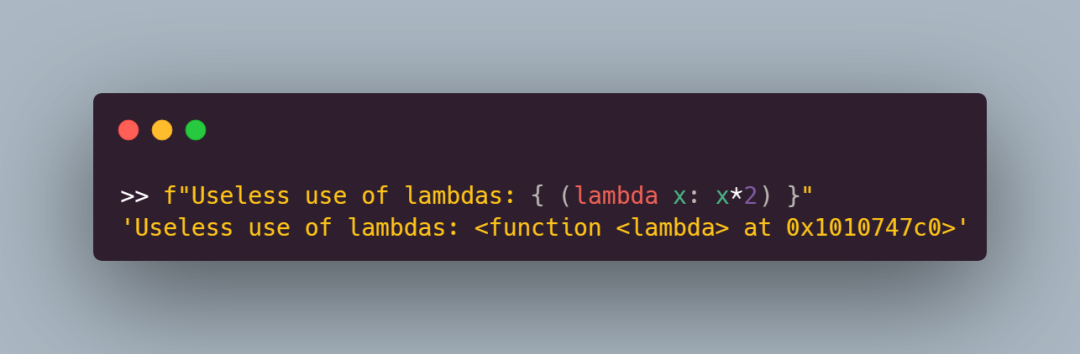 >> f"Useless use of lambdas: { (lambda x: x*2) }"
'Useless use of lambdas: <function <lambda> at 0x1010747c0>'